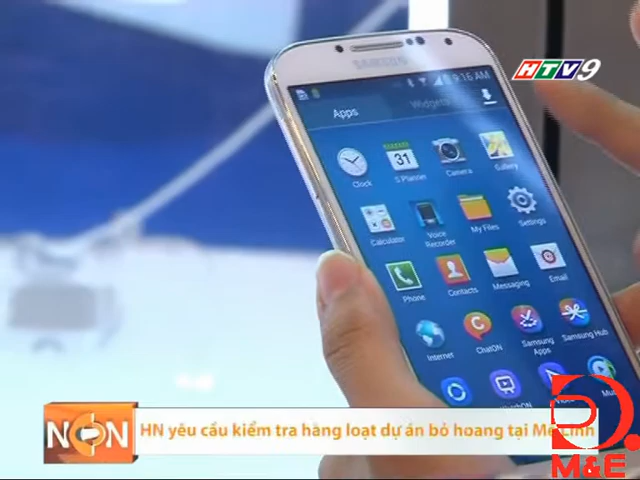 SAMSUNG
HTV9
9:16 AM
Apps Widgets
31
Clock S Planner Camera Gallery
Calculator Voice Recorder My Files Settings
Phone Contacts Messaging Email
Internet ChatON Samsung Apps Samsung Hub
NON HN yêu cầu kiểm tra hàng loạt dự án bỏ hoang tại Mê Linh
M&E